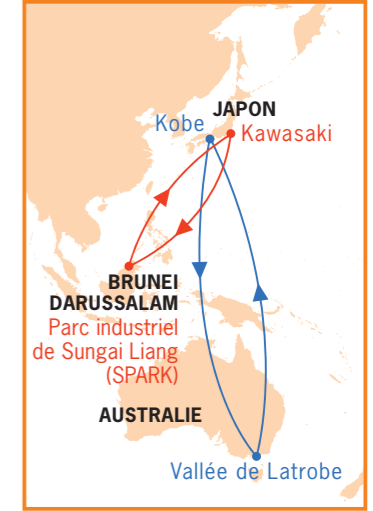 JAPON
Kobe
Kawasaki
BRUNEI
DARUSSALAM
Parc industriel
de Sungai Liang
(SPARK)
AUSTRALIE
Vallée de Latrobe